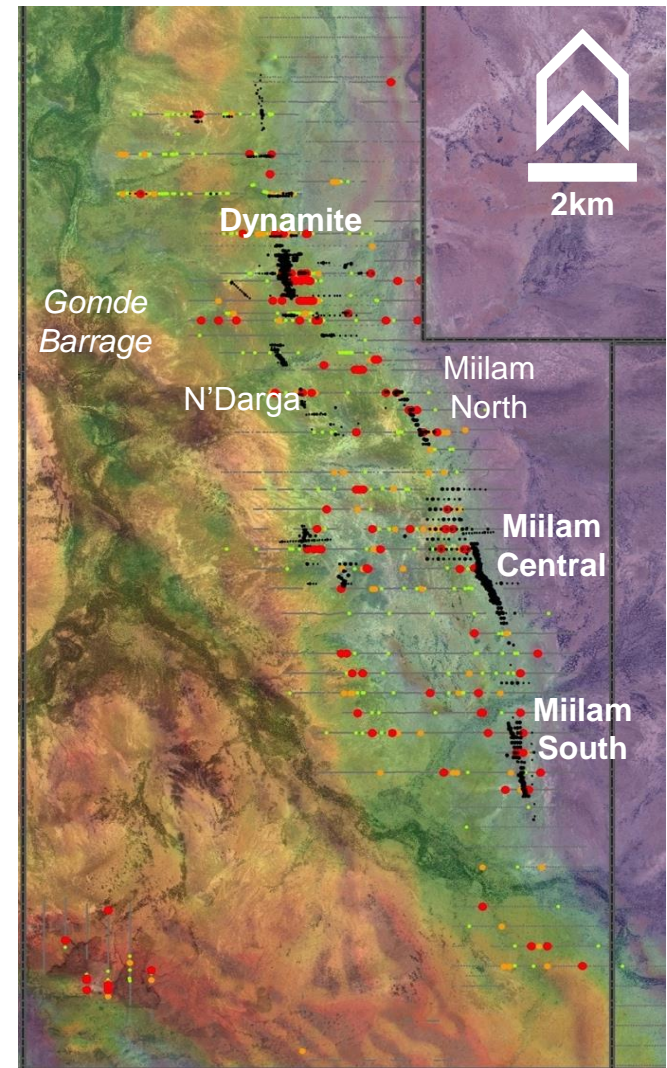 2km
Dynamite
Gomde
Barrage
N'Darga
Miilam
North
Miilam
Central
Miilam
South